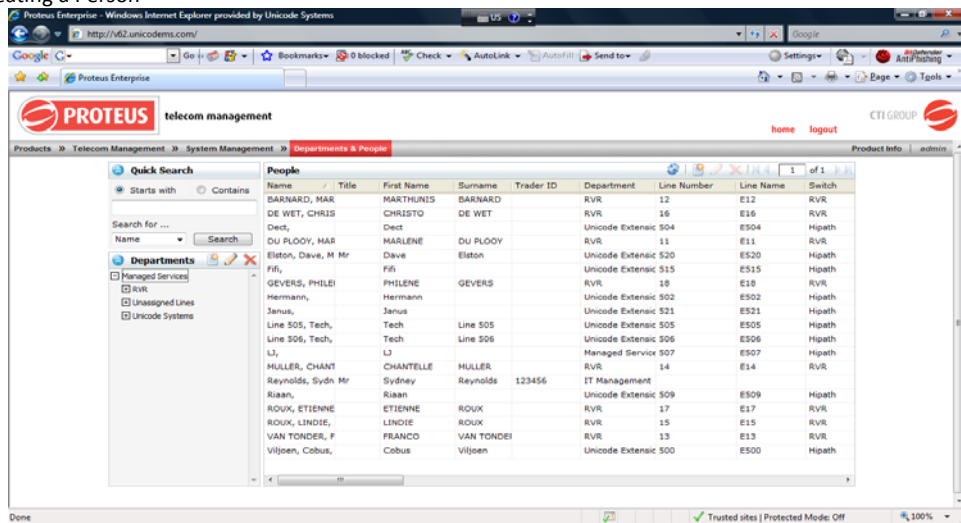 eating a Person
Proteus Enterprise - Windows Internet Explorer provided by Unicode Systems
US
http://v62.unicodems.com/
Google
Google G Go Bookmarks 0 blocked Check AutoLink AutoFill Send to Settings BitDefender AntiPhishing
Proteus Enterprise Page Tools
PROTEUS telecom management
CTI GROUP
home logout
Products » Telecom Management » System Management » Departments & People Product Info | admin
Quick Search
Starts with Contains
Search for ...
Name Search
Departments
Managed Services
RVR
Unassigned Lines
Unicode Systems
People 1 of 1
Name / Title First Name Surname Trader ID Department Line Number Line Name Switch
BARNARD, MAR MARTHUNIS BARNARD RVR 12 E12 RVR
DE WET, CHRIS CHRISTO DE WET RVR 16 E16 RVR
Dect, Dect Unicode Extensic 504 E504 Hipath
DU PLOOY, MAR MARLENE DU PLOOY RVR 11 E11 RVR
Elston, Dave, M Mr Dave Elston Unicode Extensic 520 E520 Hipath
Fifi, Fifi Unicode Extensic 515 E515 Hipath
GEVERS, PHILEI PHILENE GEVERS RVR 18 E18 RVR
Hermann, Hermann Unicode Extensic 502 E502 Hipath
Janus, Janus Unicode Extensic 521 E521 Hipath
Line 505, Tech, Tech Line 505 Unicode Extensic 505 E505 Hipath
Line 506, Tech, Tech Line 506 Unicode Extensic 506 E506 Hipath
LJ, LJ Managed Service 507 E507 Hipath
MULLER, CHANT CHANTELLE MULLER RVR 14 E14 RVR
Reynolds, Sydn Mr Sydney Reynolds 123456 IT Management
Riaan, Riaan Unicode Extensic 509 E509 Hipath
ROUX, ETIENNE ETIENNE ROUX RVR 17 E17 RVR
ROUX, LINDIE, LINDIE ROUX RVR 15 E15 RVR
VAN TONDER, F FRANCO VAN TONDEI RVR 13 E13 RVR
Viljoen, Cobus, Cobus Viljoen Unicode Extensic 500 E500 Hipath
Done Trusted sites | Protected Mode: Off 100%